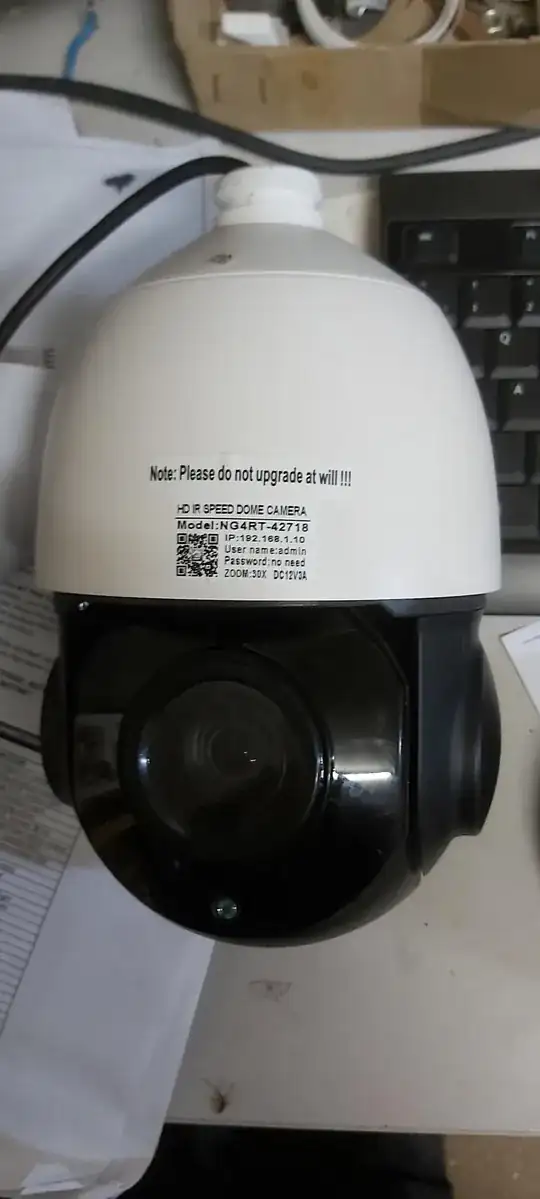 Note: Please do not upgrade at will !!!
HD IR SPEED DOME CAMERA
Model:NG4RT-42718
IP:192.168.1.10
User name:admin
Password:no need
ZOOM:30X DC12V3A
Q
A